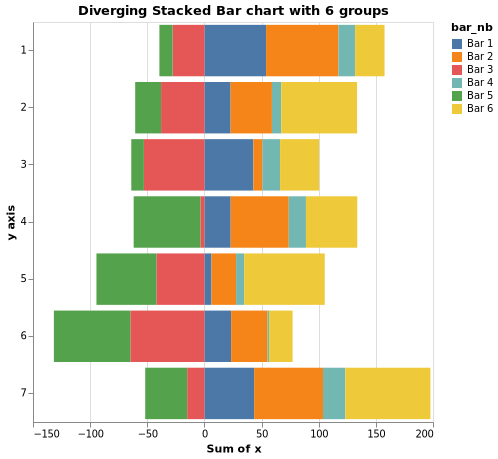 Diverging Stacked Bar chart with 6 groups
bar_nb
Bar 1
Bar 2
Bar 3
Bar 4
Bar 5
Bar 6
y axis
1
2
3
4
5
6
7
−150 −100 −50 0 50 100 150 200
Sum of x